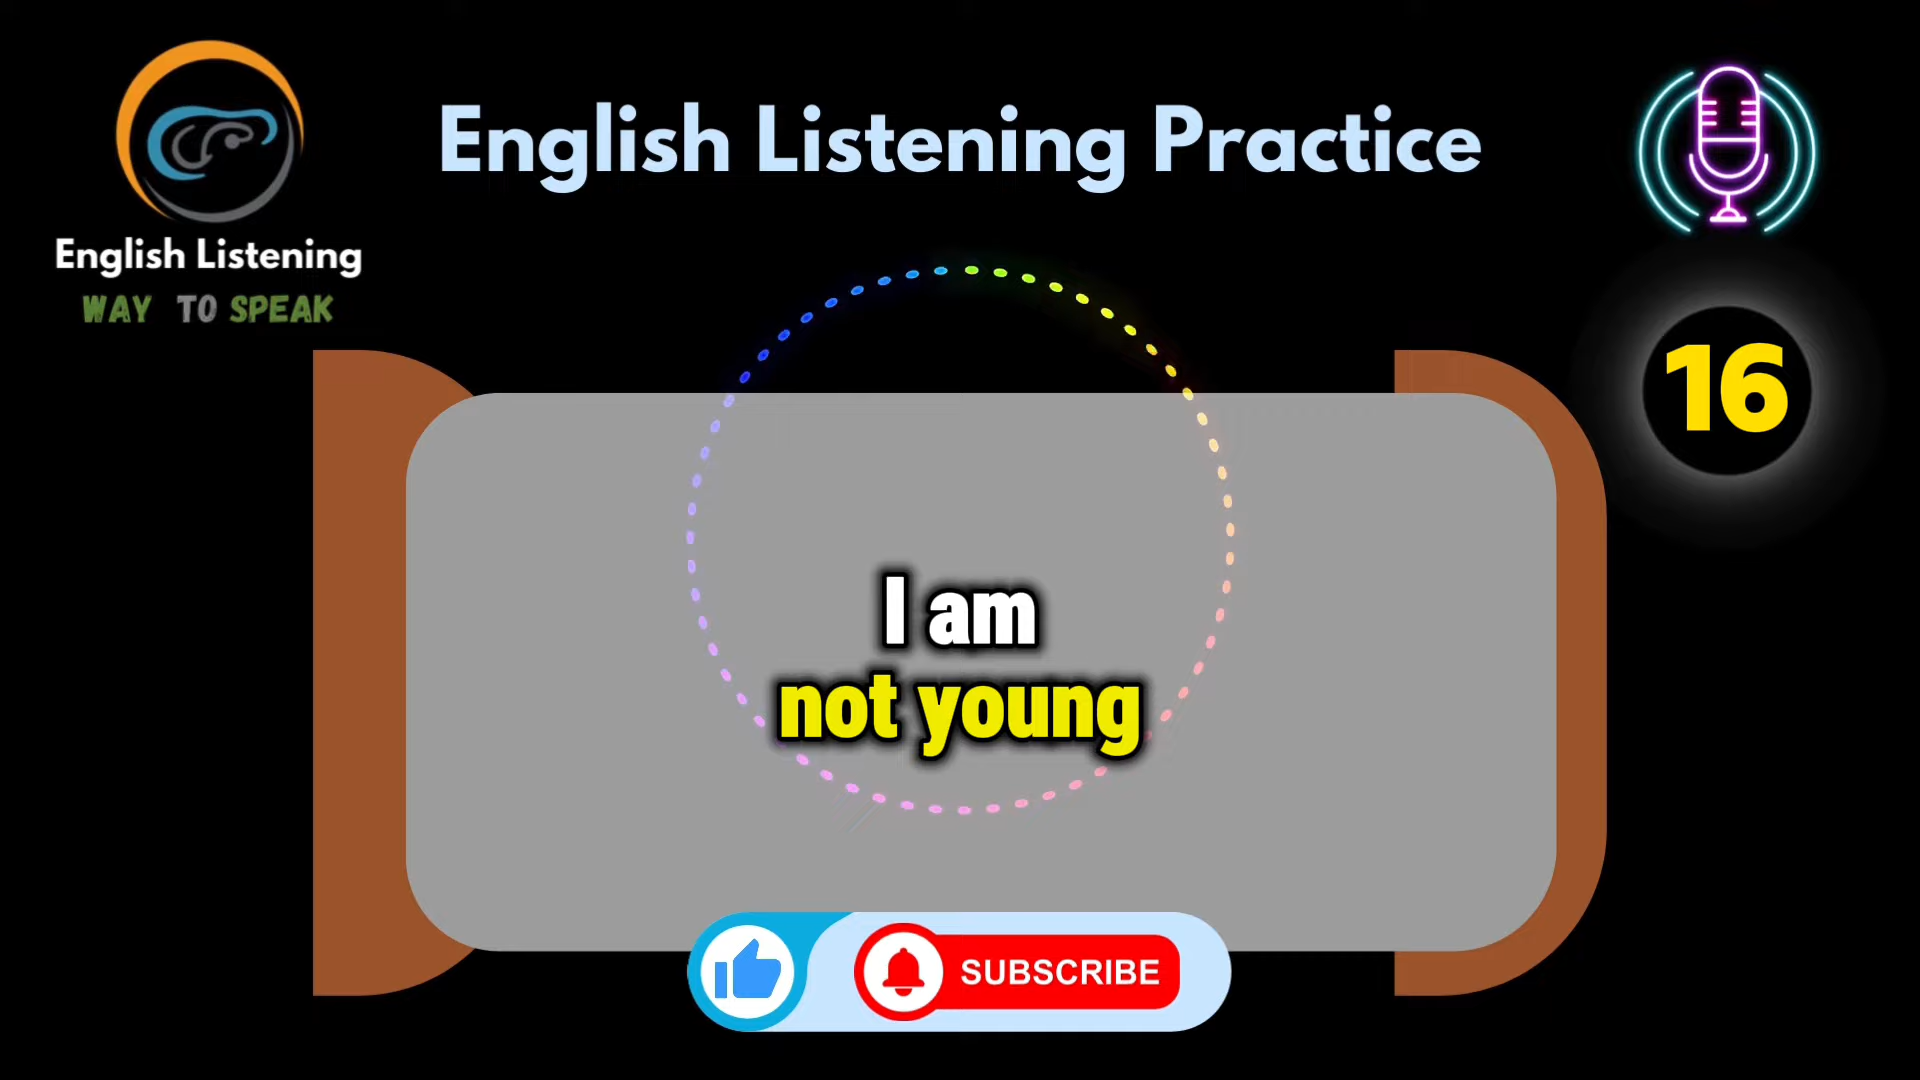 English Listening Practice
English Listening
WAY TO SPEAK
16
I am
not young
SUBSCRIBE